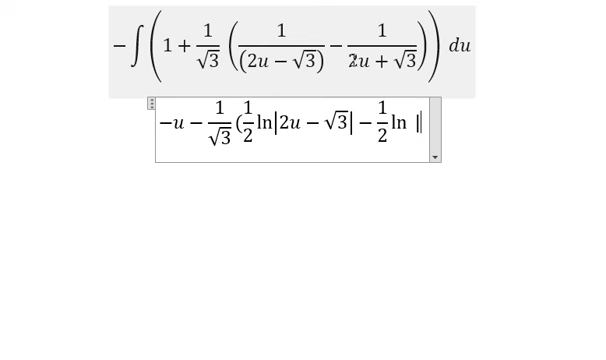 −∫(1 + 1/√3 (1/(2u − √3) − 1/(2u + √3))) du
−u − 1/√3 (1/2 ln|2u − √3| − 1/2 ln |